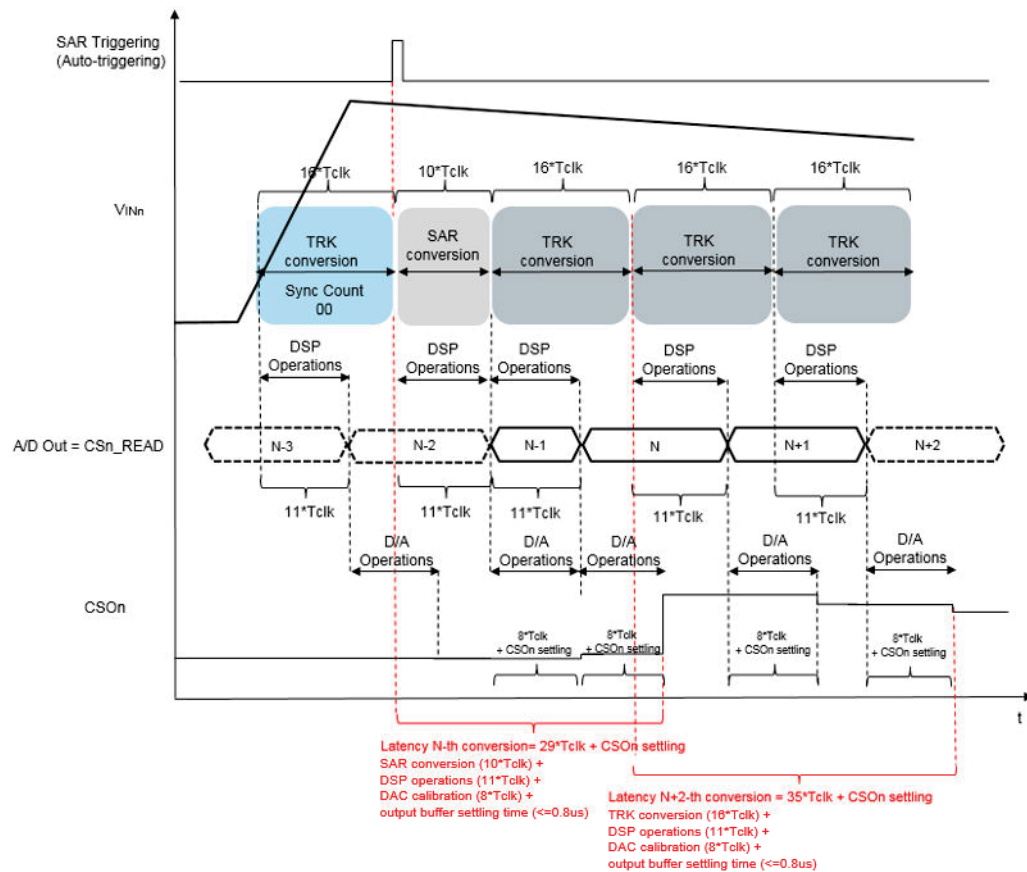 SAR Triggering
(Auto-triggering)
16*Tclk
10*Tclk
16*Tclk
16*Tclk
16*Tclk
VINn
TRK
conversion
Sync Count
00
SAR
conversion
TRK
conversion
TRK
conversion
TRK
conversion
DSP
Operations
DSP
Operations
DSP
Operations
DSP
Operations
DSP
Operations
A/D Out = CSn_READ
N-3
N-2
N-1
N
N+1
N+2
11*Tclk
11*Tclk
11*Tclk
11*Tclk
11*Tclk
D/A
Operations
D/A
Operations
D/A
Operations
D/A
Operations
D/A
Operations
CSOn
8*Tclk
+ CSOn settling
8*Tclk
+ CSOn settling
8*Tclk
+ CSOn settling
8*Tclk
+ CSOn settling
t
Latency N-th conversion= 29*Tclk + CSOn settling
SAR conversion (10*Tclk) +
DSP operations (11*Tclk) +
DAC calibration (8*Tclk) +
output buffer settling time (<=0.8us)
Latency N+2-th conversion = 35*Tclk + CSOn settling
TRK conversion (16*Tclk) +
DSP operations (11*Tclk) +
DAC calibration (8*Tclk) +
output buffer settling time (<=0.8us)